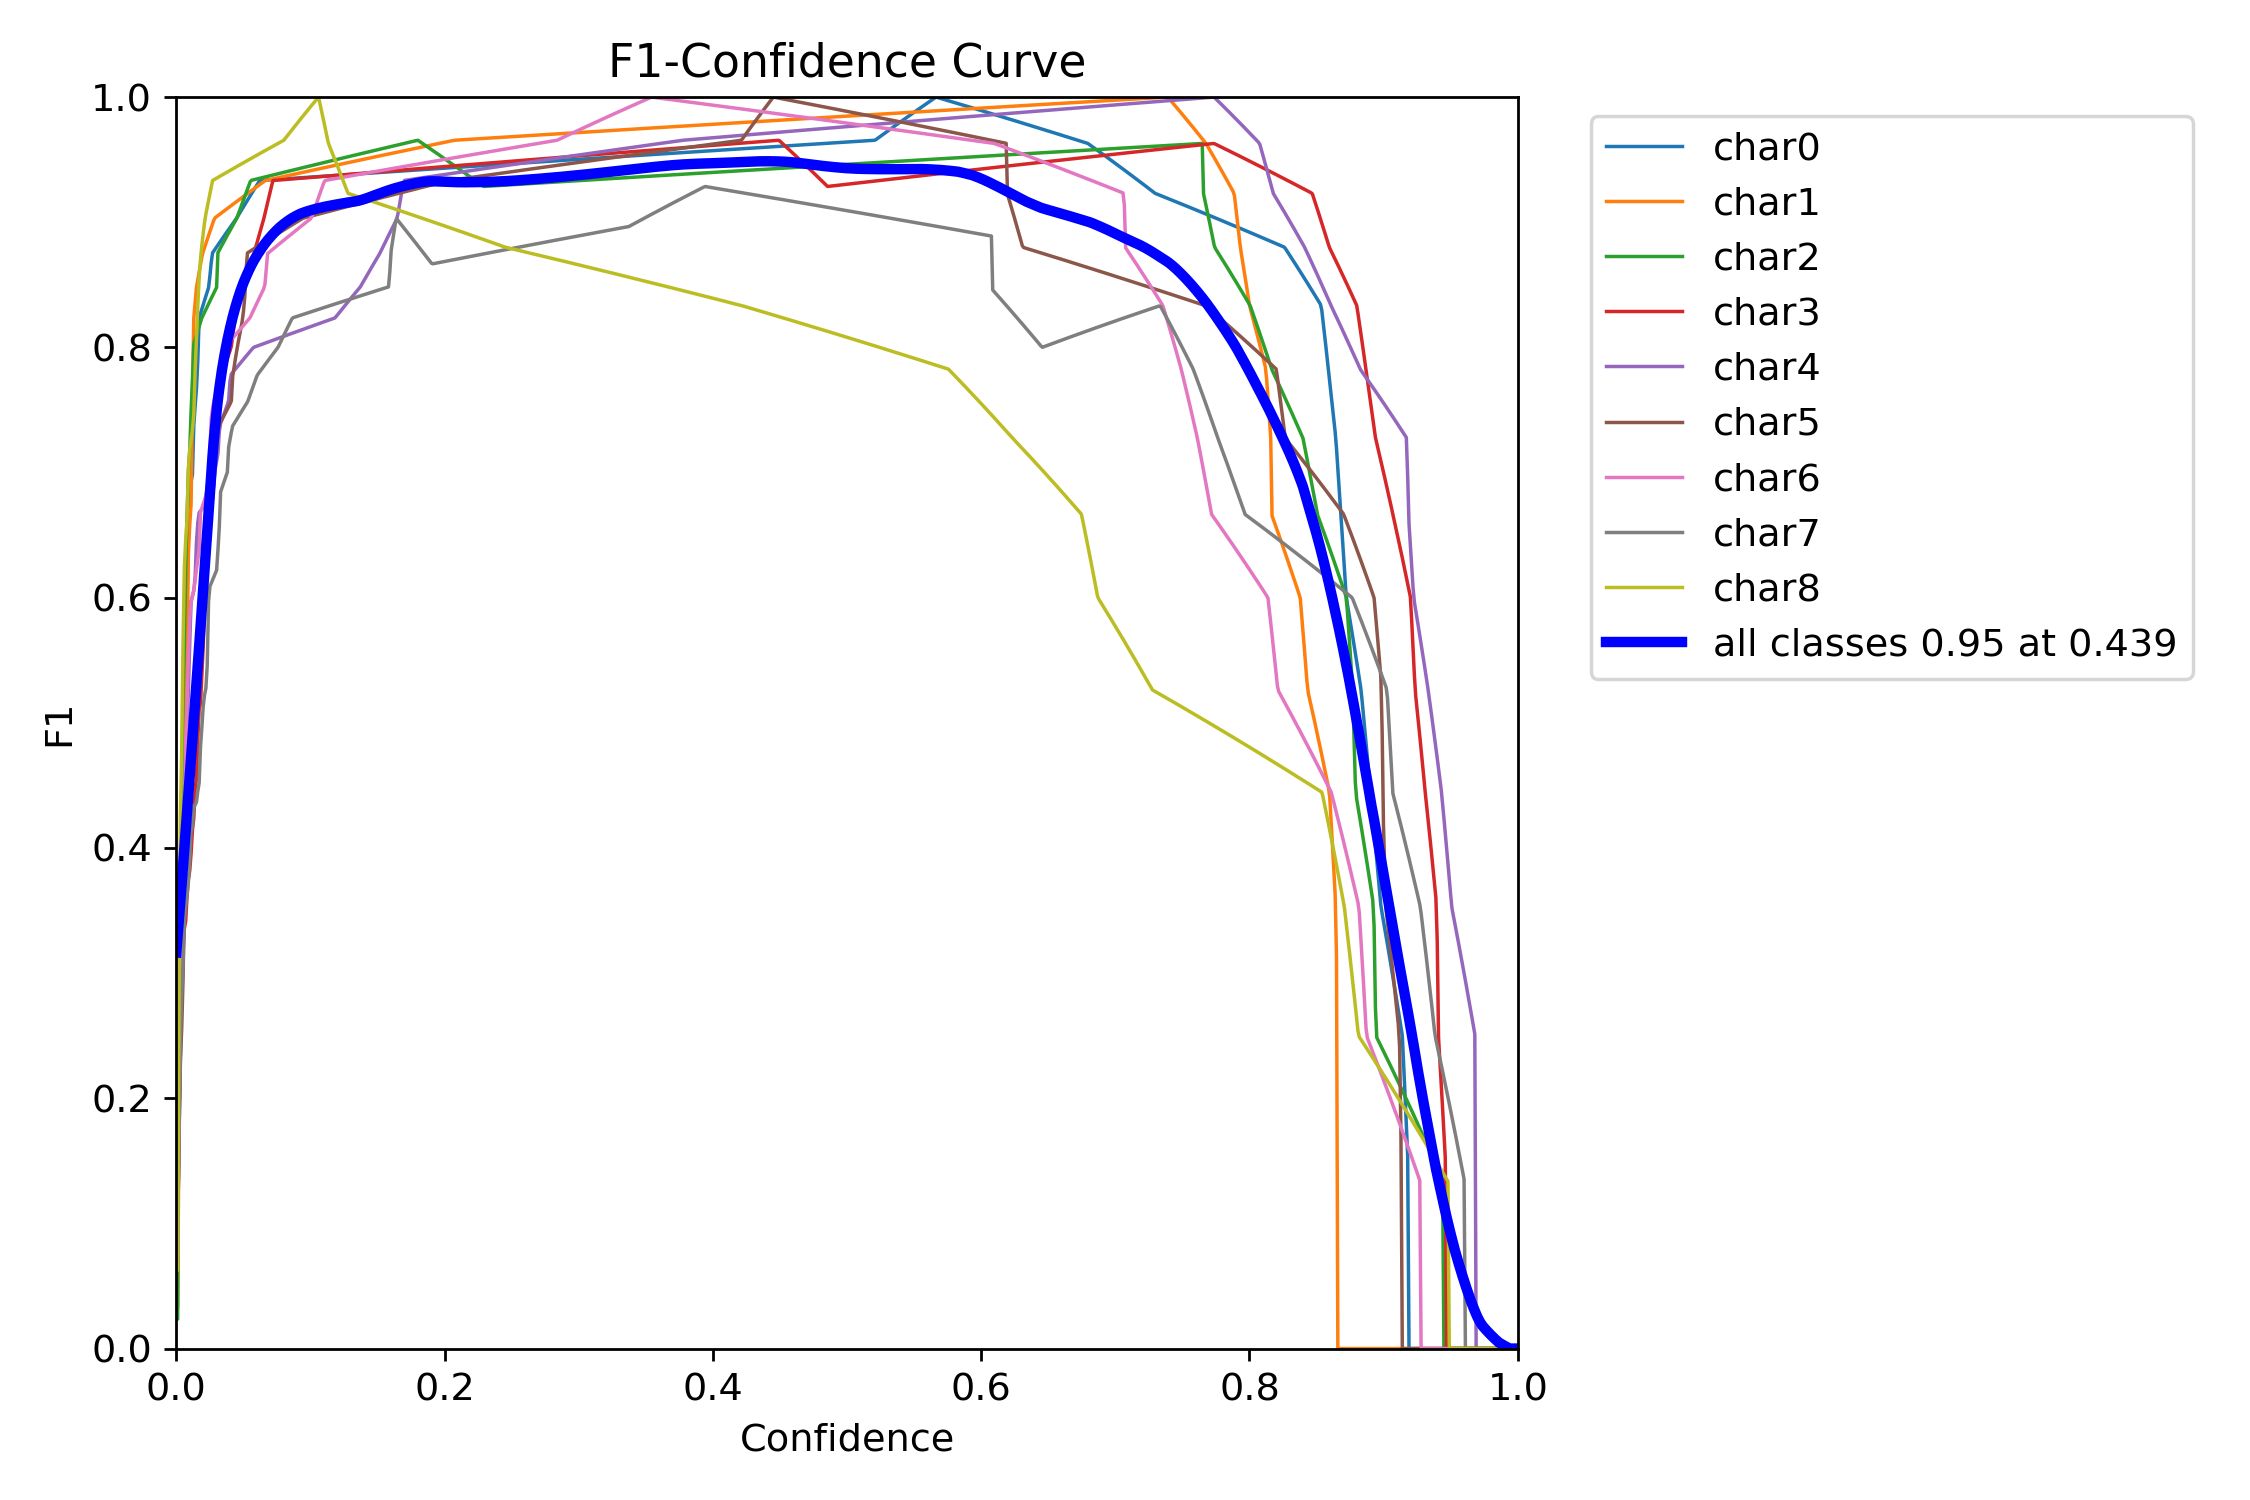 F1-Confidence Curve
1.0
0.8
0.6
0.4
0.2
0.0
F1
0.0 0.2 0.4 0.6 0.8 1.0
Confidence
char0
char1
char2
char3
char4
char5
char6
char7
char8
all classes 0.95 at 0.439